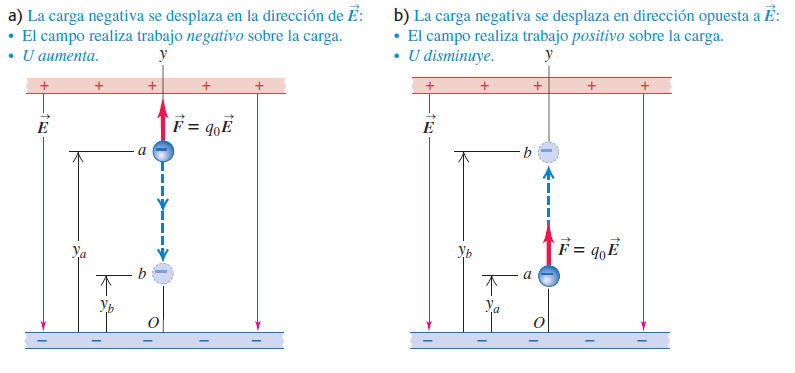 a) La carga negativa se desplaza en la dirección de E⃗:
• El campo realiza trabajo negativo sobre la carga.
• U aumenta.
y
+ + + + +
E⃗
F⃗ = q₀E⃗
a
−
yₐ
b
−
y_b
O
− − − − −
b) La carga negativa se desplaza en dirección opuesta a E⃗:
• El campo realiza trabajo positivo sobre la carga.
• U disminuye.
y
+ + + + +
E⃗
b
−
y_b
F⃗ = q₀E⃗
a
−
yₐ
O
− − − − −